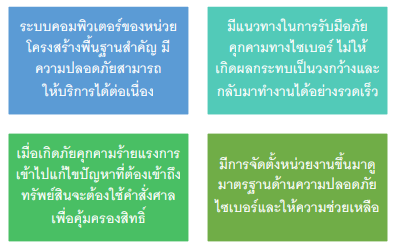 ระบบคอมพิวเตอร์ของหน่วย
โครงสร้างพื้นฐานสำคัญ มี
ความปลอดภัยสามารถ
ให้บริการได้ต่อเนื่อง
มีแนวทางในการรับมือภัย
คุกคามทางไซเบอร์ ไม่ให้
เกิดผลกระทบเป็นวงกว้างและ
กลับมาทำงานได้อย่างรวดเร็ว
เมื่อเกิดภัยคุกคามร้ายแรงการ
เข้าไปแก้ไขปัญหาที่ต้องเข้าถึง
ทรัพย์สินจะต้องใช้คำสั่งศาล
เพื่อคุ้มครองสิทธิ์
มีการจัดตั้งหน่วยงานขึ้นมาดู
มาตรฐานด้านความปลอดภัย
ไซเบอร์และให้ความช่วยเหลือ